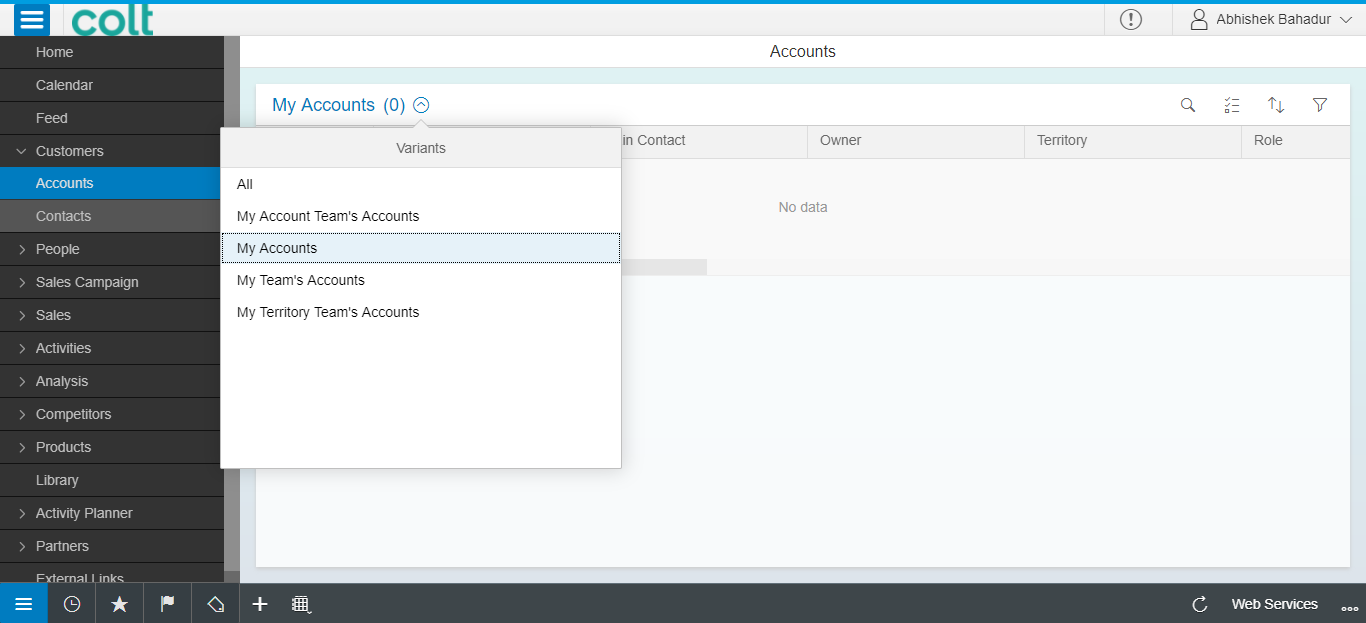 colt
Abhishek Bahadur
Home
Calendar
Feed
Customers
Accounts
Contacts
People
Sales Campaign
Sales
Activities
Analysis
Competitors
Products
Library
Activity Planner
Partners
External Links
Accounts
My Accounts (0)
in Contact Owner Territory Role
No data
Variants
All
My Account Team's Accounts
My Accounts
My Team's Accounts
My Territory Team's Accounts
Web Services